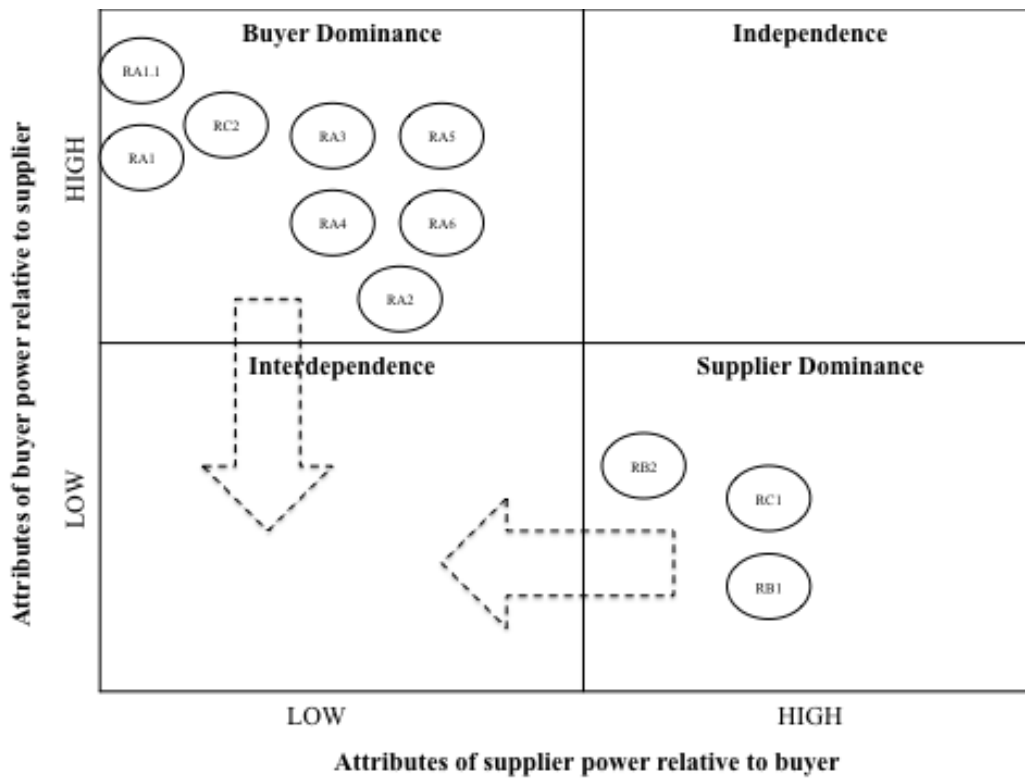 Buyer Dominance
Independence
RA1.1
RC2
RA3
RA5
RA1
RA4
RA6
RA2
Interdependence
Supplier Dominance
RB2
RC1
RB1
HIGH
LOW
Attributes of buyer power relative to supplier
LOW
HIGH
Attributes of supplier power relative to buyer